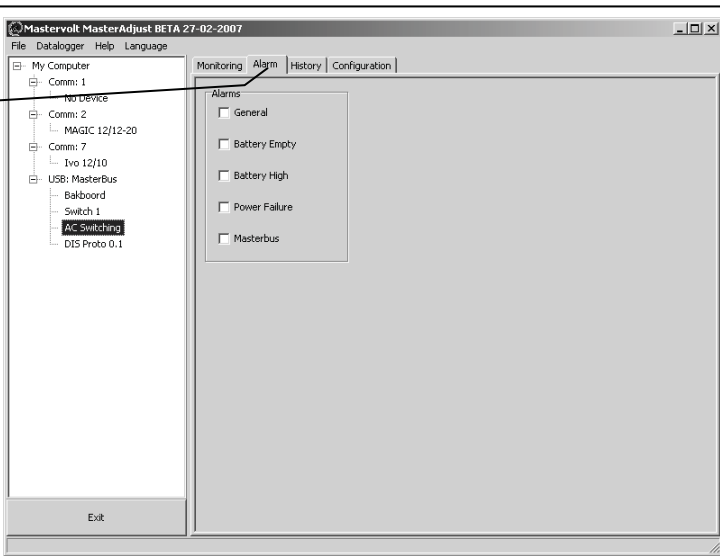 Mastervolt MasterAdjust BETA 27-02-2007
File Datalogger Help Language
My Computer
Comm: 1
No Device
Comm: 2
MAGIC 12/12-20
Comm: 7
Ivo 12/10
USB: MasterBus
Bakboord
Switch 1
AC Switching
DIS Proto 0.1
Exit
Monitoring Alarm History Configuration
Alarms
General
Battery Empty
Battery High
Power Failure
Masterbus